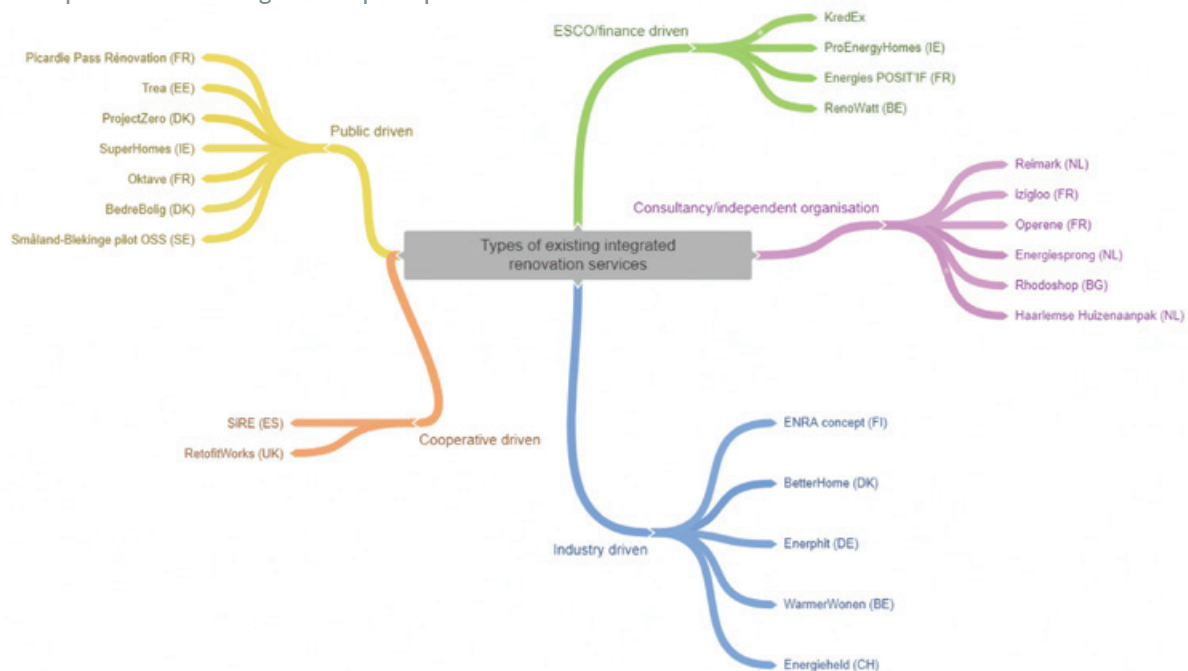 ESCO/finance driven
KredEx
ProEnergyHomes (IE)
Energies POSIT'IF (FR)
RenoWatt (BE)
Picardie Pass Rénovation (FR)
Trea (EE)
ProjectZero (DK)
SuperHomes (IE)
Oktave (FR)
BedreBolig (DK)
Småland-Blekinge pilot OSS (SE)
Public driven
Consultancy/independent organisation
Reimark (NL)
Izigloo (FR)
Operene (FR)
Energiesprong (NL)
Rhodoshop (BG)
Haarlemse Huizenaanpak (NL)
Types of existing integrated
renovation services
SIRE (ES)
RetofitWorks (UK)
Cooperative driven
Industry driven
ENRA concept (FI)
BetterHome (DK)
Enerphit (DE)
WarmerWonen (BE)
Energieheld (CH)